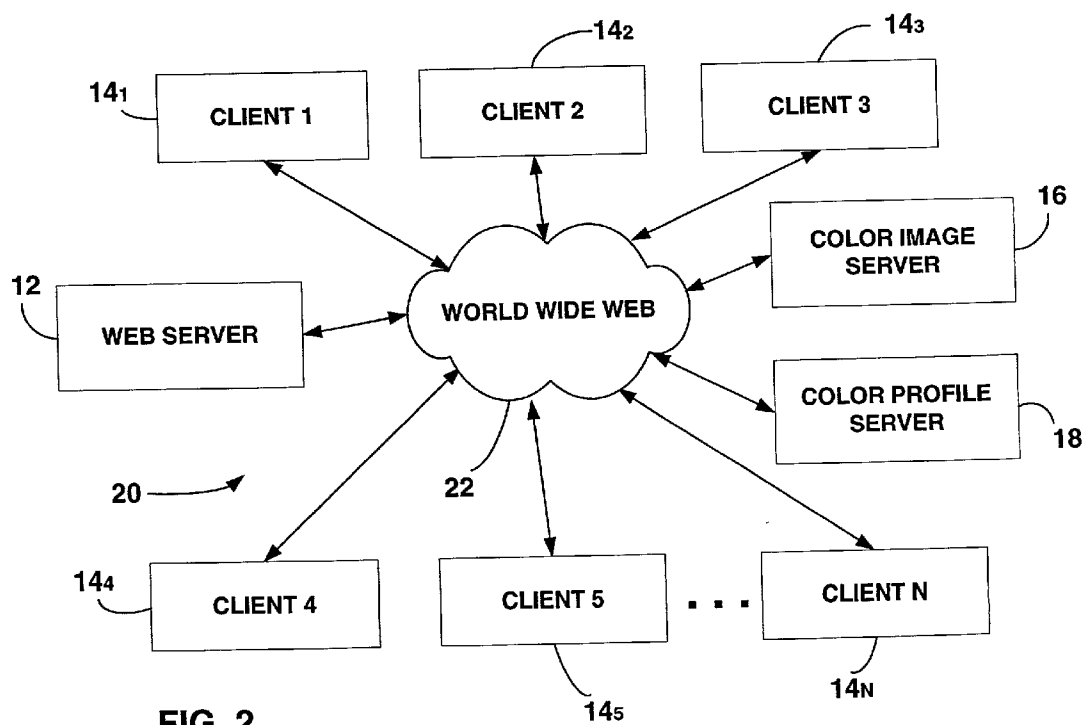 14₂
14₃
14₁
CLIENT 1
CLIENT 2
CLIENT 3
16
COLOR IMAGE
SERVER
12
WEB SERVER
WORLD WIDE WEB
COLOR PROFILE
SERVER
18
20
22
14₄
CLIENT 4
CLIENT 5
. . .
CLIENT N
14₅
14N
FIG. 2